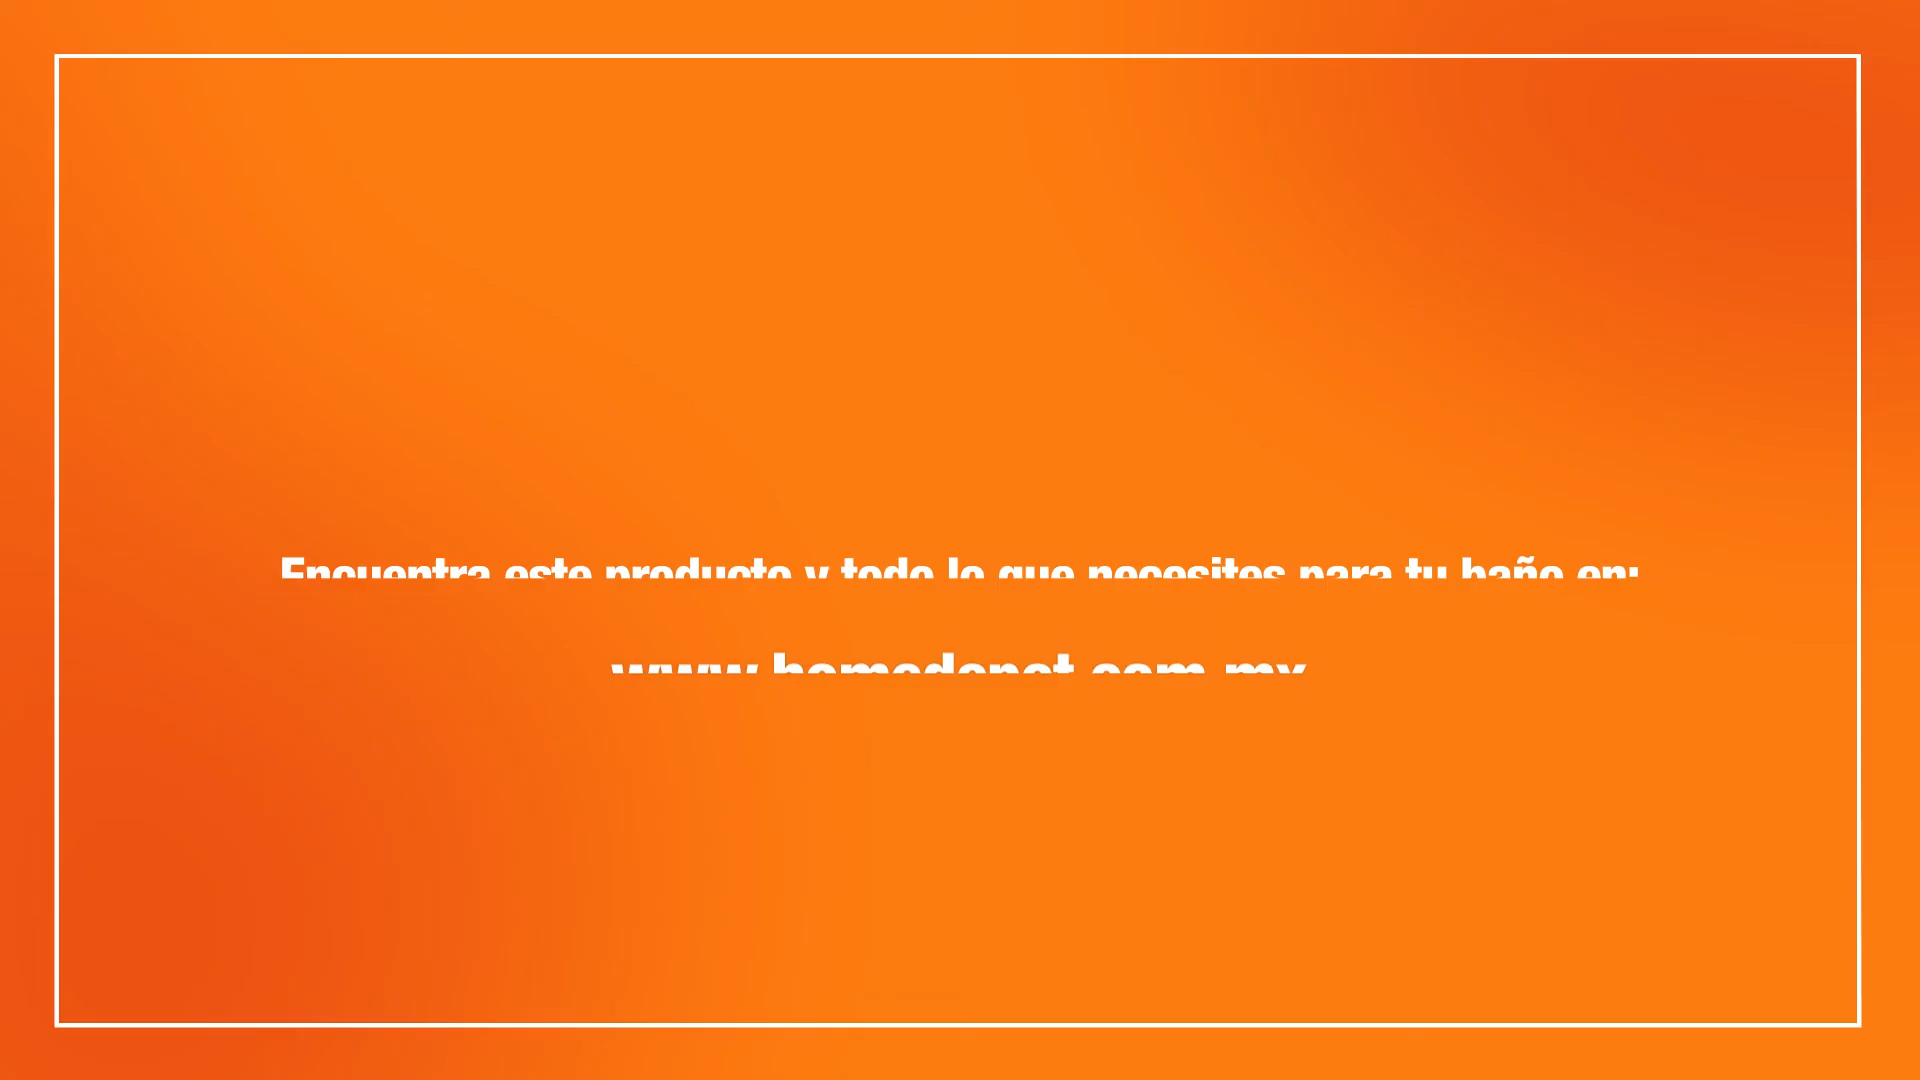 Encuentra este producto y todo lo que necesites para tu baño en:
www.homedepot.com.mx